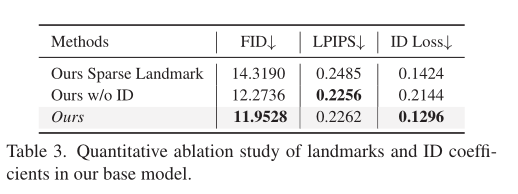 Methods FID↓ LPIPS↓ ID Loss↓
Ours Sparse Landmark 14.3190 0.2485 0.1424
Ours w/o ID 12.2736 0.2256 0.2144
Ours 11.9528 0.2262 0.1296
Table 3. Quantitative ablation study of landmarks and ID coeffi-
cients in our base model.